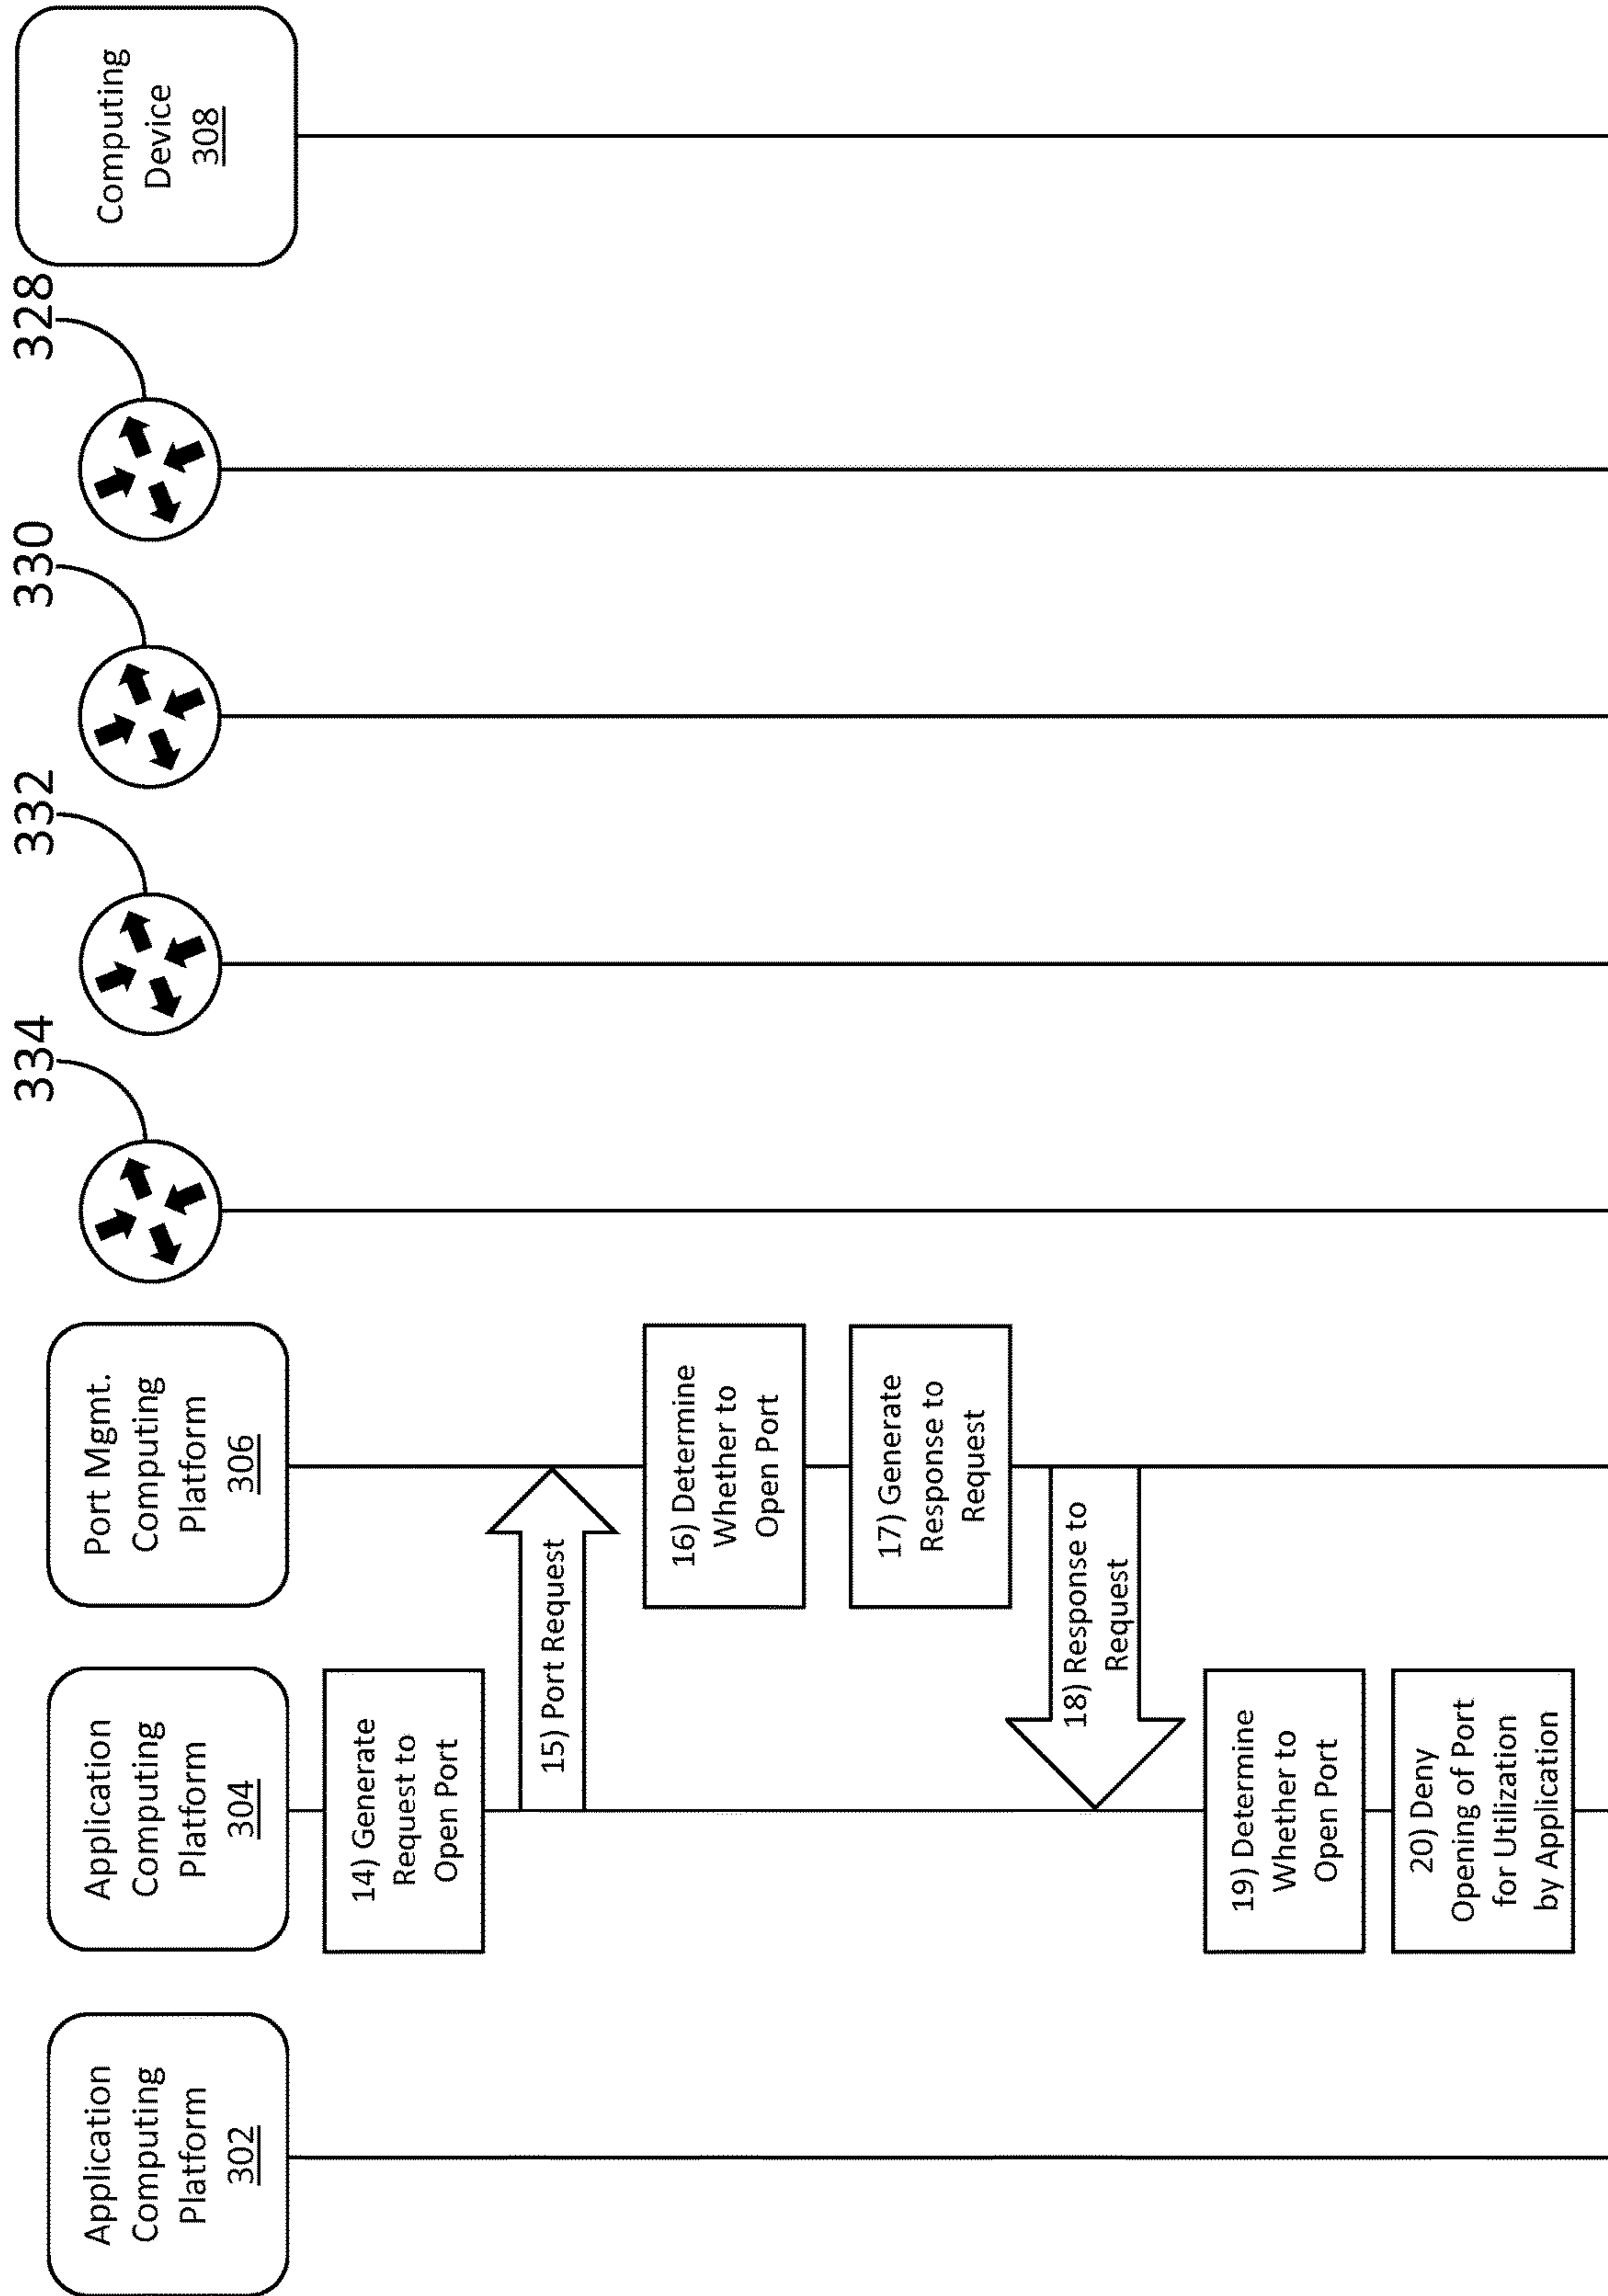 Application
Computing
Platform
302
Application
Computing
Platform
304
Port Mgmt.
Computing
Platform
306
334
332
330
328
Computing
Device
308
14) Generate
Request to
Open Port
15) Port Request
16) Determine
Whether to
Open Port
17) Generate
Response to
Request
18) Response to
Request
19) Determine
Whether to
Open Port
20) Deny
Opening of Port
for Utilization
by Application